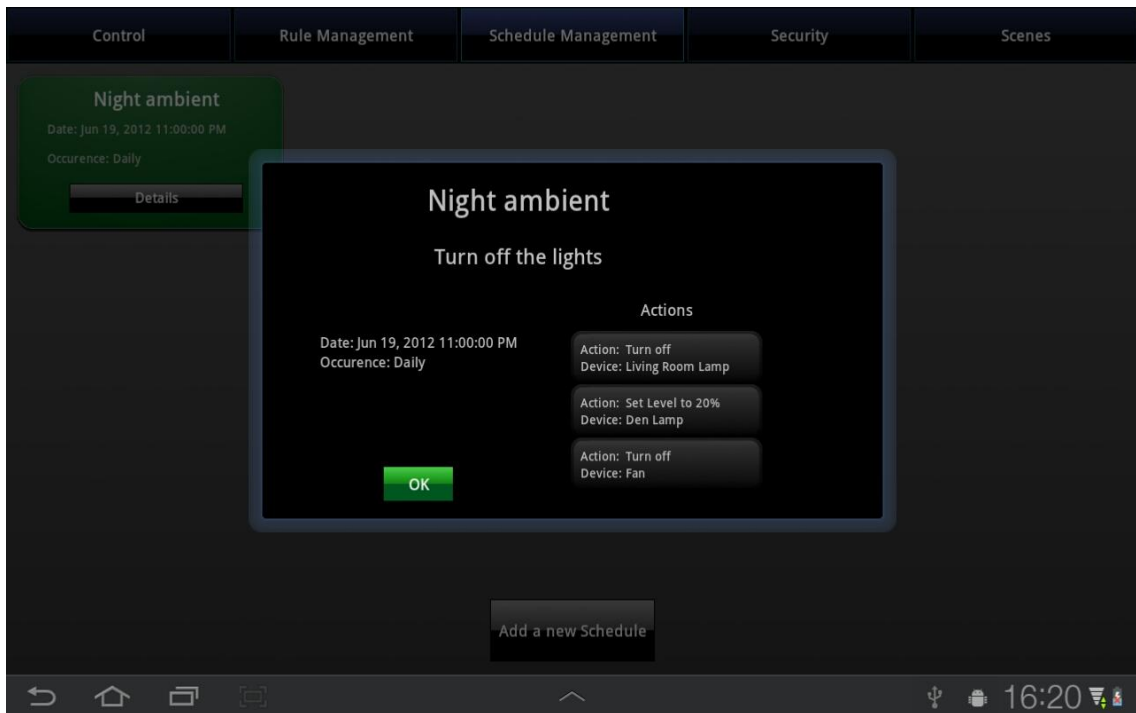 Control
Rule Management
Schedule Management
Security
Scenes
Night ambient
Date: Jun 19, 2012 11:00:00 PM
Occurence: Daily
Details
Night ambient
Turn off the lights
Date: Jun 19, 2012 11:00:00 PM
Occurence: Daily
OK
Actions
Action: Turn off
Device: Living Room Lamp
Action: Set Level to 20%
Device: Den Lamp
Action: Turn off
Device: Fan
Add a new Schedule
16:20